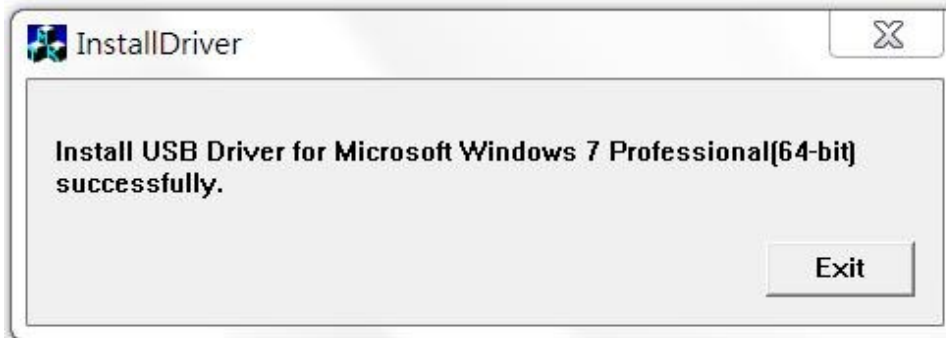 InstallDriver
Install USB Driver for Microsoft Windows 7 Professional(64-bit)
successfully.
Exit